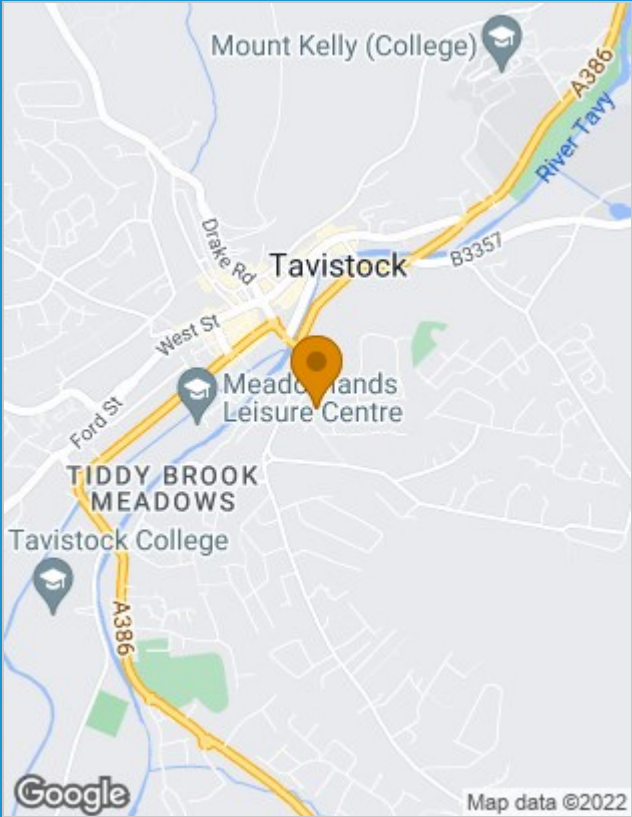 Mount Kelly (College)
A386
River Tavy
Drake Rd
Tavistock
B3357
West St
Leisure Centre
Ford St
TIDDY BROOK
MEADOWS
Tavistock College
A386
Google
Map data ©2022